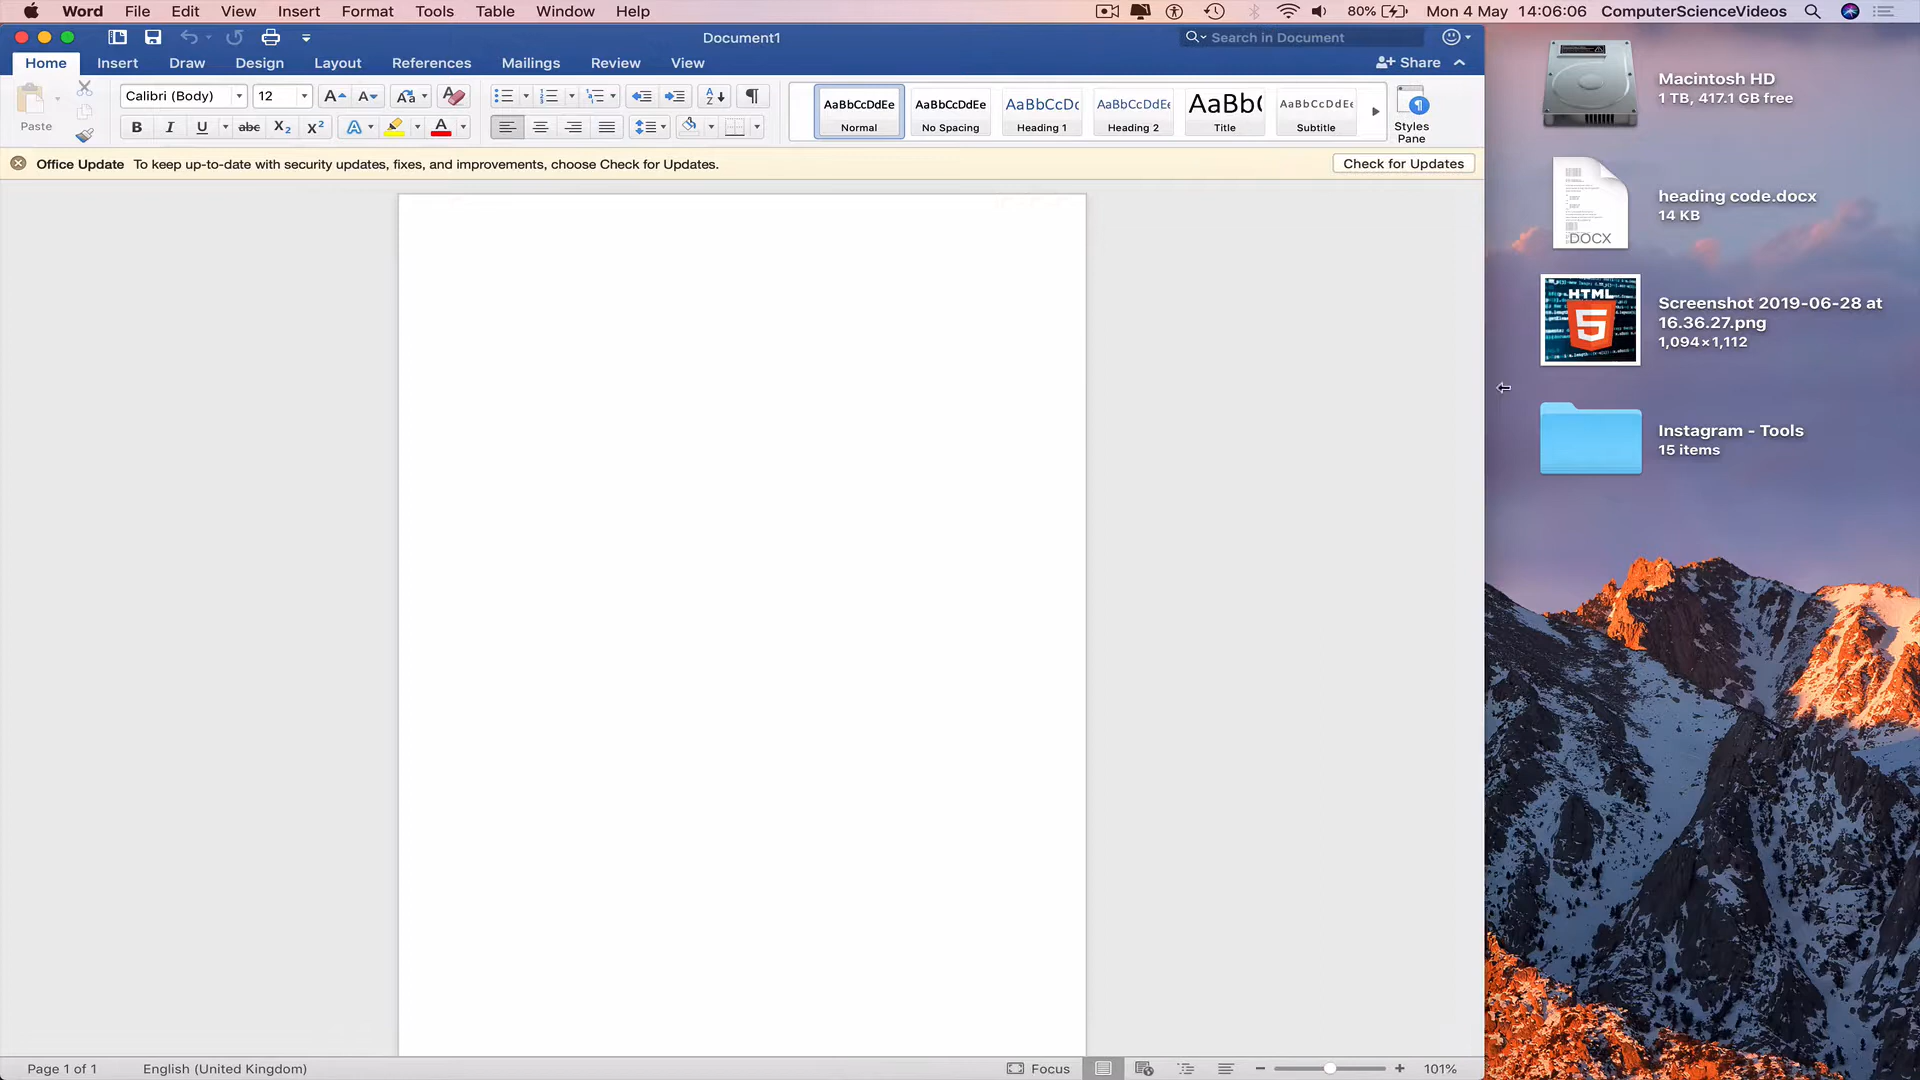 Word File Edit View Insert Format Tools Table Window Help 80% Mon 4 May 14:06:06 ComputerScienceVideos
Document1 Search in Document
Home Insert Draw Design Layout References Mailings Review View Share
Paste Calibri (Body) 12 A A Aa A
B I U abc X2 X2 A A
AaBbCcDdEe AaBbCcDdEe AaBbCcDc AaBbCcDdEe AaBb( AaBbCcDdEe
Normal No Spacing Heading 1 Heading 2 Title Subtitle
Styles
Pane
Office Update To keep up-to-date with security updates, fixes, and improvements, choose Check for Updates. Check for Updates
Macintosh HD
1 TB, 417.1 GB free
DOCX
heading code.docx
14 KB
HTML
5
Screenshot 2019-06-28 at
16.36.27.png
1,094×1,112
Instagram - Tools
15 items
Page 1 of 1 English (United Kingdom) Focus 101%